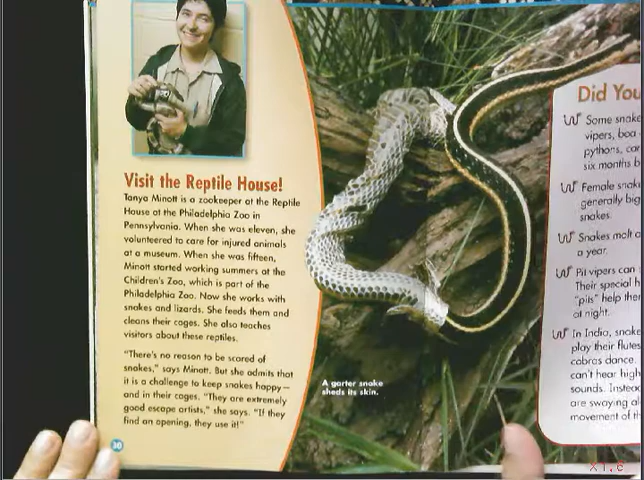 Visit the Reptile House!
Tanya Minott is a zookeeper at the Reptile
House at the Philadelphia Zoo in
Pennsylvania. When she was eleven, she
volunteered to care for injured animals
at a museum. When she was fifteen,
Minott started working summers at the
Children's Zoo, which is part of the
Philadelphia Zoo. Now she works with
snakes and lizards. She feeds them and
cleans their cages. She also teaches
visitors about these reptiles.
"There's no reason to be scared of
snakes," says Minott. But she admits that
it is a challenge to keep snakes happy—
and in their cages. "They are extremely
good escape artists," she says. "If they
find an opening, they use it!"
30
A garter snake
sheds its skin.
Did You
Some snake
vipers, boa
pythons, can
six months b
Female snak
generally big
snakes.
Snakes molt
a year.
Pit vipers can
Their special h
"pits" help the
at night.
In India, snake
play their flutes
cobras dance.
can't hear high
sounds. Instead
are swaying al
movement of th